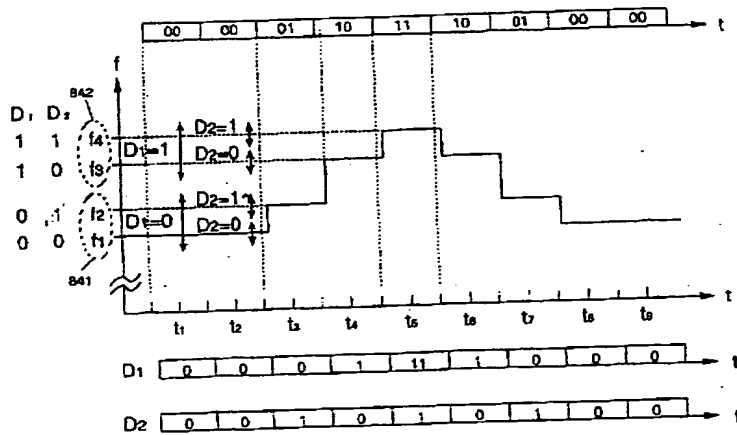 00 00 01 10 11 10 01 00 00 t
f
842
D₁ D₂
1 1 f4 D1=1 D2=1
1 0 f3 D2=0
0 1 f2 D1=0 D2=1
0 0 f1 D2=0
841
t
t1 t2 t3 t4 t5 t6 t7 t8 t9
D1 0 0 0 1 11 1 0 0 0 t
D2 0 0 1 0 1 0 1 0 0 t